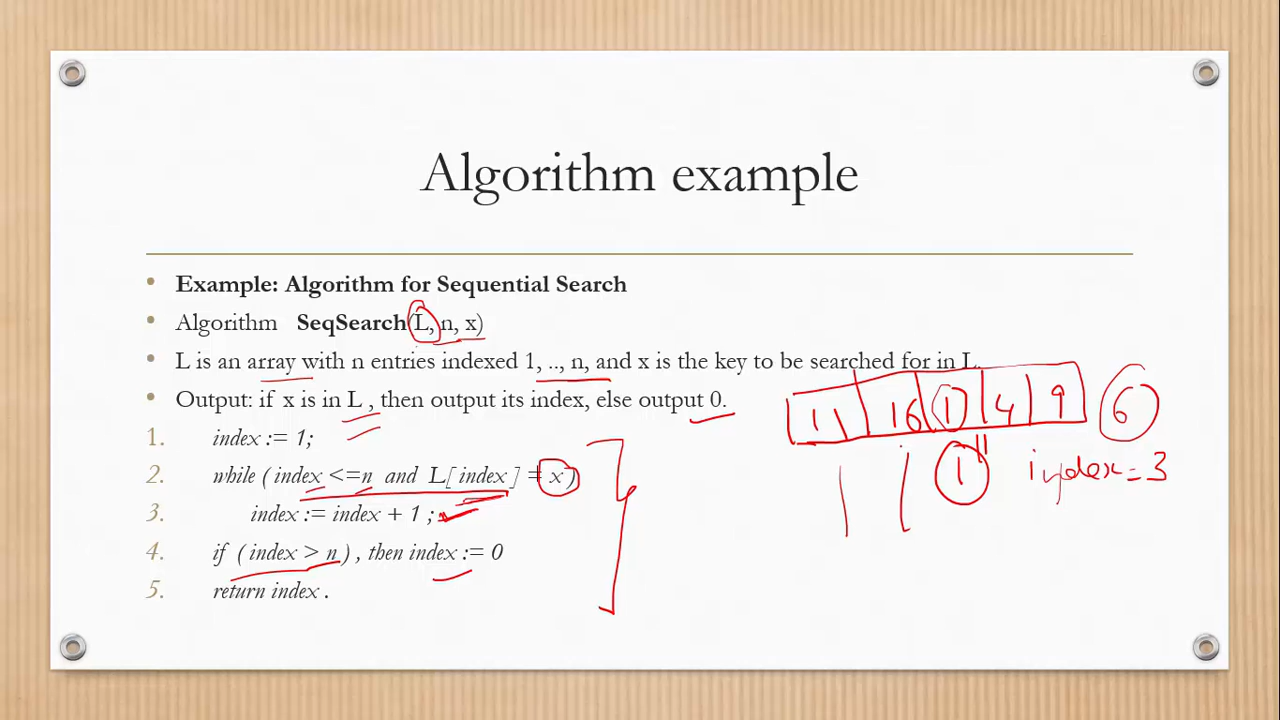 Algorithm example
• Example: Algorithm for Sequential Search
• Algorithm SeqSearch(L, n, x)
• L is an array with n entries indexed 1, .., n, and x is the key to be searched for in L.
• Output: if x is in L , then output its index, else output 0.
11 16 1 4 9 6
1. index := 1;
2. while ( index <=n and L[ index ] ≠ x )
1 index=3
3. index := index + 1 ;
4. if ( index > n ) , then index := 0
5. return index .